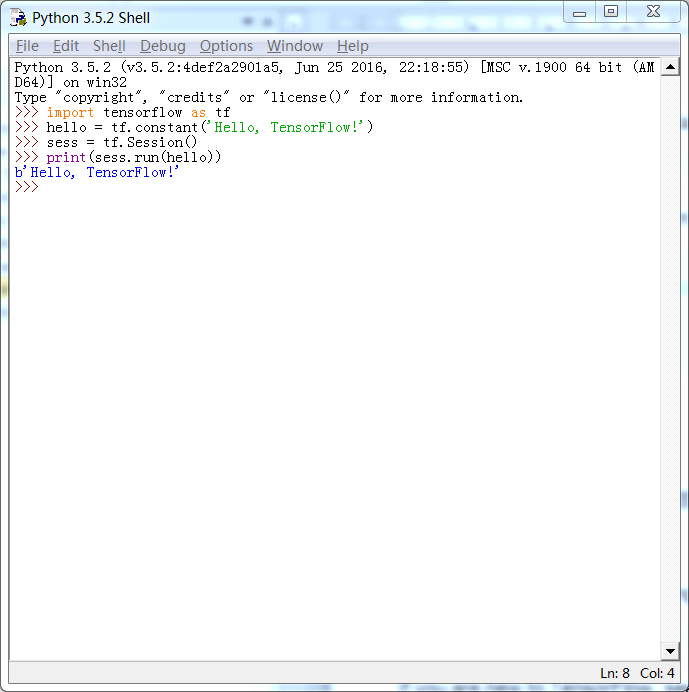 Python 3.5.2 Shell
File Edit Shell Debug Options Window Help
Python 3.5.2 (v3.5.2:4def2a2901a5, Jun 25 2016, 22:18:55) [MSC v.1900 64 bit (AM
D64)] on win32
Type "copyright", "credits" or "license()" for more information.
>>> import tensorflow as tf
>>> hello = tf.constant('Hello, TensorFlow!')
>>> sess = tf.Session()
>>> print(sess.run(hello))
b'Hello, TensorFlow!'
>>>
Ln: 8 Col: 4